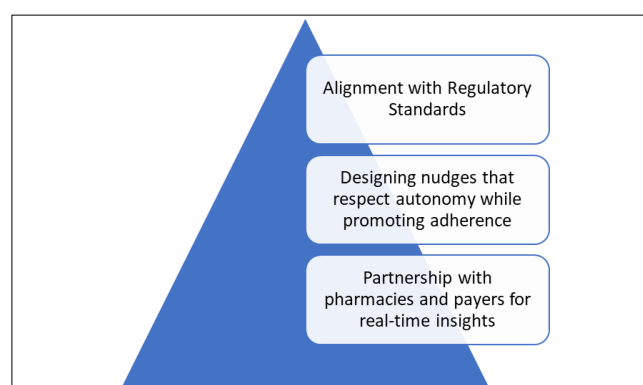 Alignment with Regulatory
Standards
Designing nudges that
respect autonomy while
promoting adherence
Partnership with
pharmacies and payers for
real-time insights